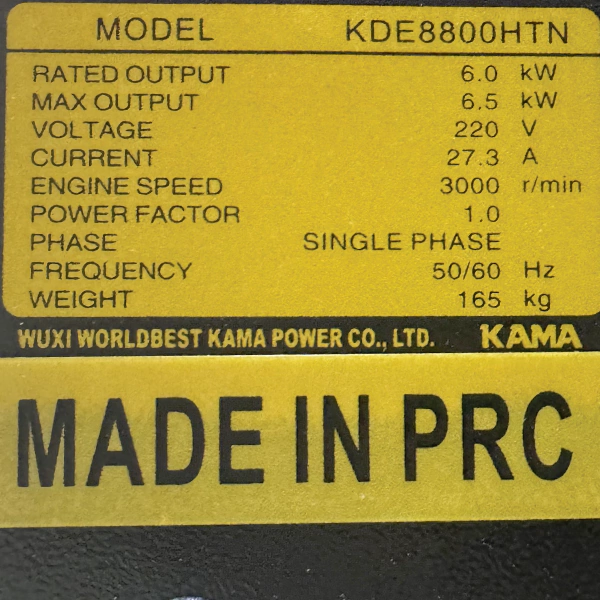 MODEL KDE8800HTN
RATED OUTPUT 6.0 kW
MAX OUTPUT 6.5 kW
VOLTAGE 220 V
CURRENT 27.3 A
ENGINE SPEED 3000 r/min
POWER FACTOR 1.0
PHASE SINGLE PHASE
FREQUENCY 50/60 Hz
WEIGHT 165 kg
WUXI WORLDBEST KAMA POWER CO., LTD. KAMA
MADE IN PRC